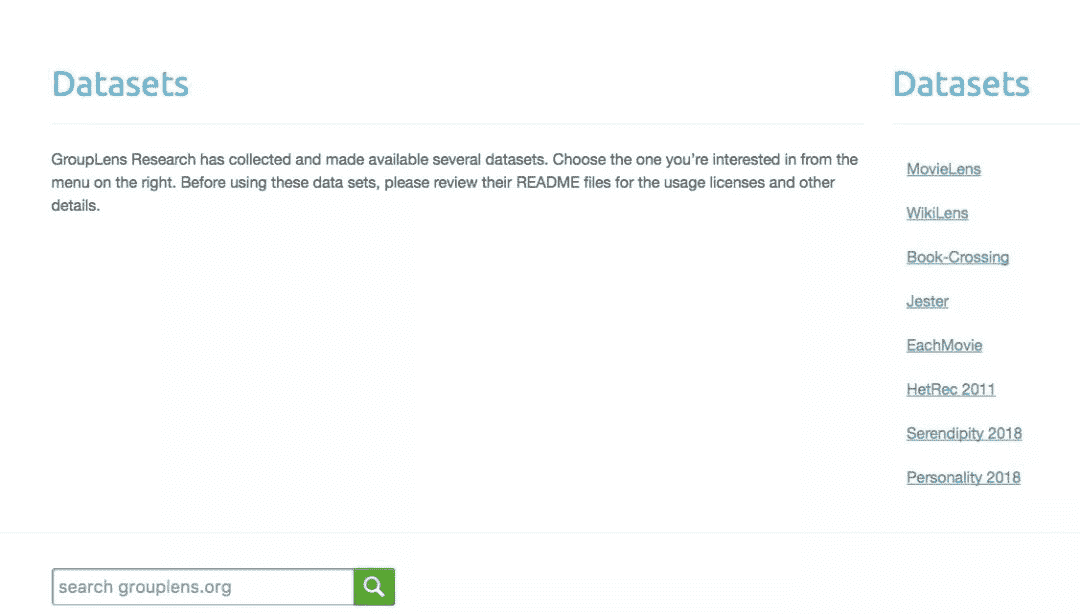 Datasets
GroupLens Research has collected and made available several datasets. Choose the one you’re interested in from the
menu on the right. Before using these data sets, please review their README files for the usage licenses and other
details.
Datasets
MovieLens
WikiLens
Book-Crossing
Jester
EachMovie
HetRec 2011
Serendipity 2018
Personality 2018
search grouplens.org